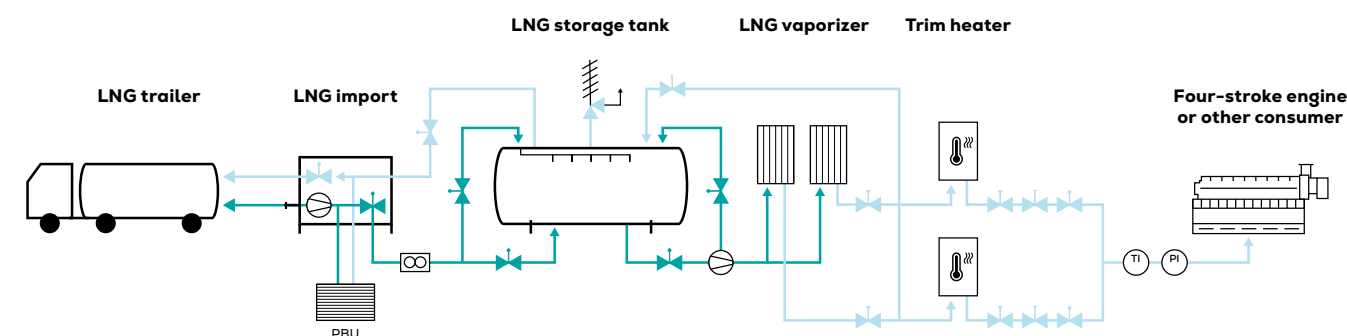 LNG storage tank
LNG vaporizer
Trim heater
LNG trailer
LNG import
Four-stroke engine
or other consumer
TI
PI
PBU